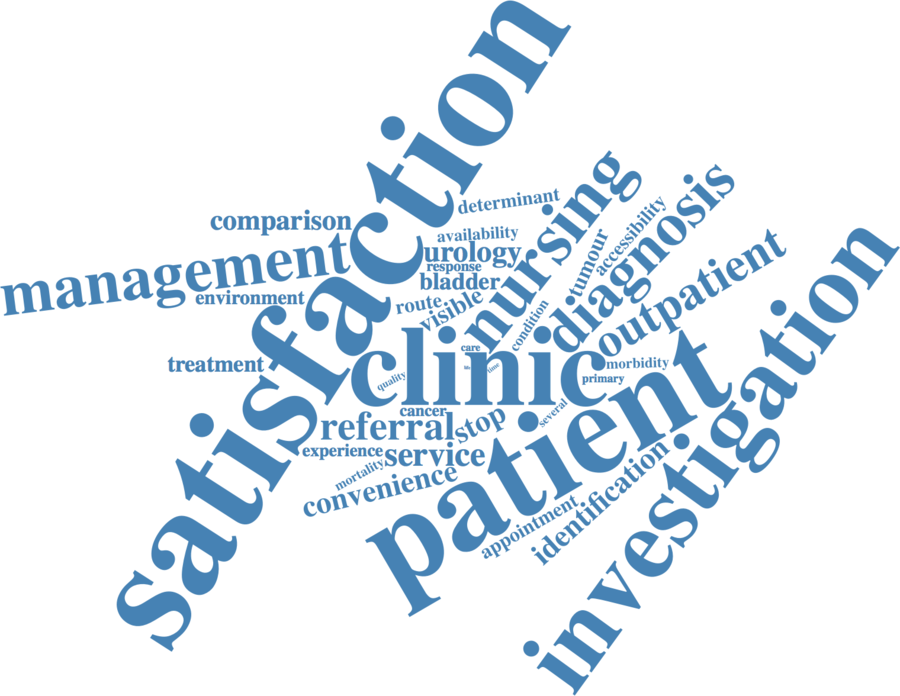 satisfaction
determinant
nursing
diagnosis
comparison
availability
accessibility
management
urology
tumour
outpatient
investigation
response
environment
bladder
route
visible
condition
clinic
care
time
treatment
quality
morbidity
primary
patient
cancer
several
referral
stop
experience
service
mortality
convenience
appointment
identification